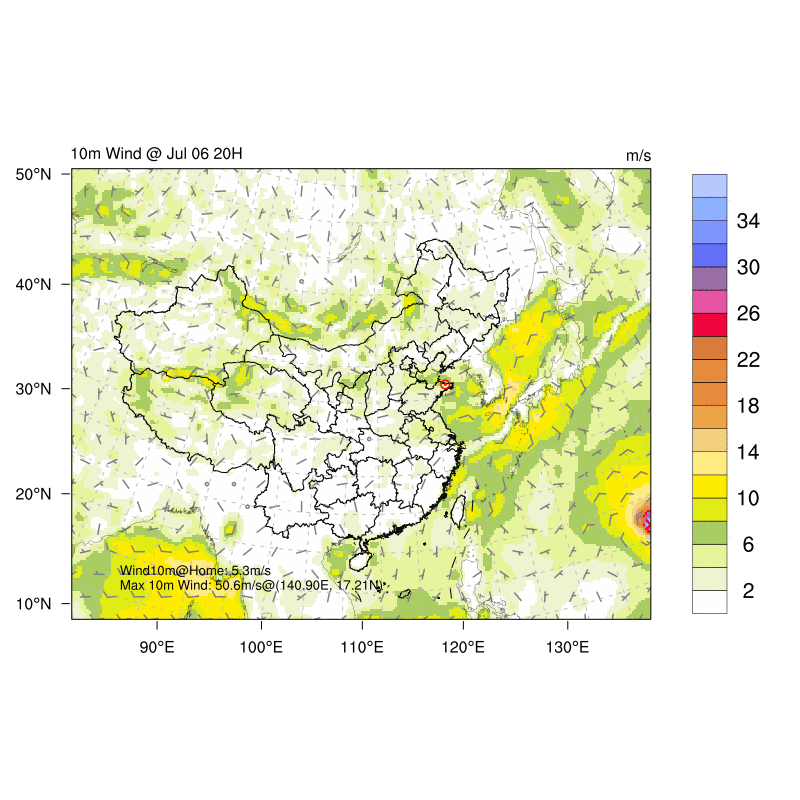 10m Wind @ Jul 06 20H
m/s
50°N
40°N
30°N
20°N
10°N
Wind10m@Home: 5.3m/s
Max 10m Wind: 50.6m/s@(140.90E, 17.21N)
90°E
100°E
110°E
120°E
130°E
34
30
26
22
18
14
10
6
2